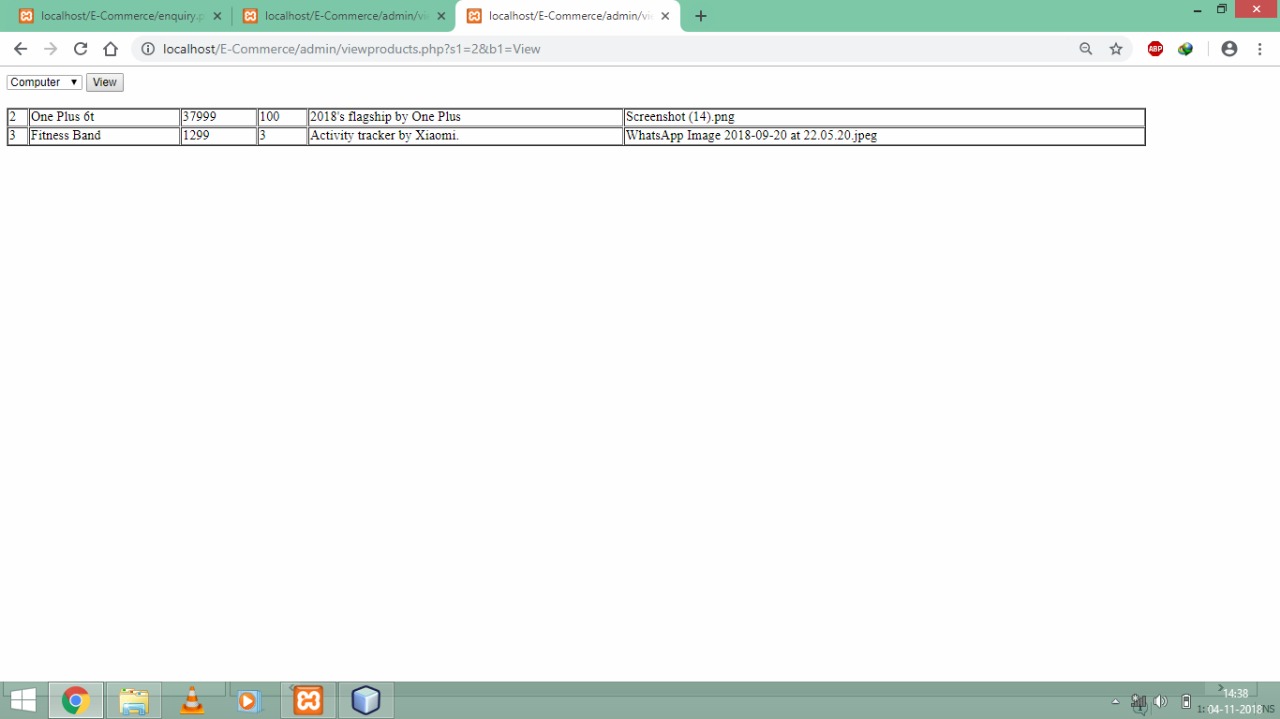 localhost/E-Commerce/enquiry.p
localhost/E-Commerce/admin/vi
localhost/E-Commerce/admin/vi
localhost/E-Commerce/admin/viewproducts.php?s1=2&b1=View
ABP
Computer View
2 One Plus 6t 37999 100 2018's flagship by One Plus Screenshot (14).png
3 Fitness Band 1299 3 Activity tracker by Xiaomi. WhatsApp Image 2018-09-20 at 22.05.20.jpeg
14:38
04-11-2018